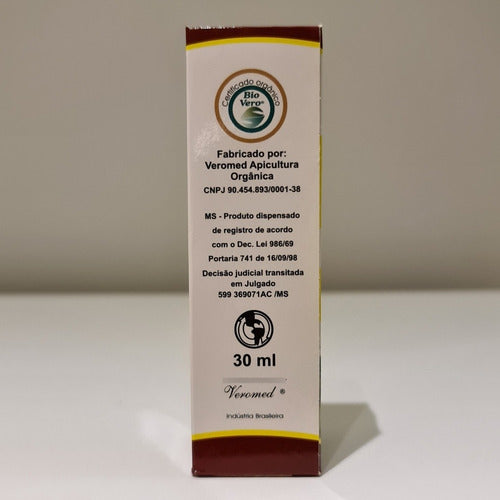 Certificado orgânico
Bio
Vero®
Fabricado por:
Veromed Apicultura
Orgânica
CNPJ 90.454.893/0001-38
MS - Produto dispensado
de registro de acordo
com o Dec. Lei 986/69
Portaria 741 de 16/09/98
Decisão judicial transitada
em Julgado
599 369071AC /MS
30 ml
Veromed ®
Indústria Brasileira